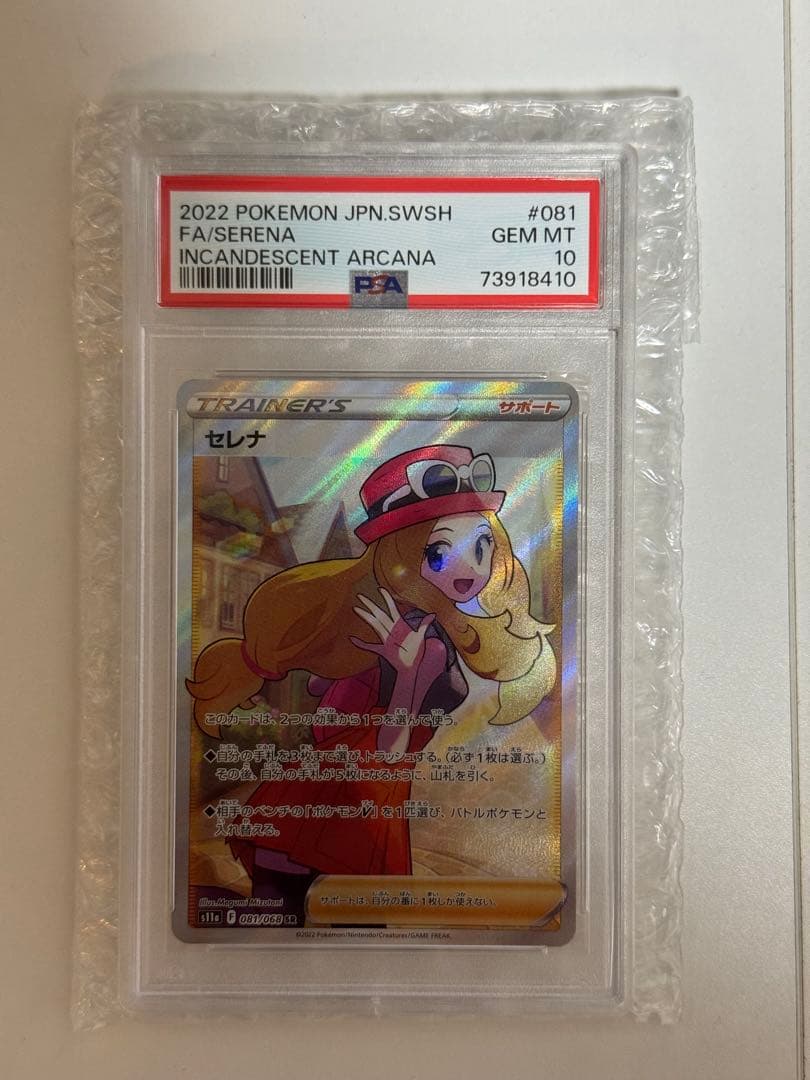 2022 POKEMON JPN.SWSH #081
FA/SERENA GEM MT
INCANDESCENT ARCANA 10
PSA 73918410
TRAINER'S サポート
セレナ
このカードは、2つの効果から1つを選んで使う。
◆自分の手札を3枚まで選び、トラッシュする。(必ず1枚は選ぶ。)
その後、自分の手札が5枚になるように、山札を引く。
◆相手のベンチの「ポケモンV」を1匹選び、バトルポケモンと
入れ替える。
サポートは、自分の番に1枚しか使えない。
Illus.Megumi Mizutani
s11a F 081/068 SR
©2022 Pokémon/Nintendo/Creatures/GAME FREAK.